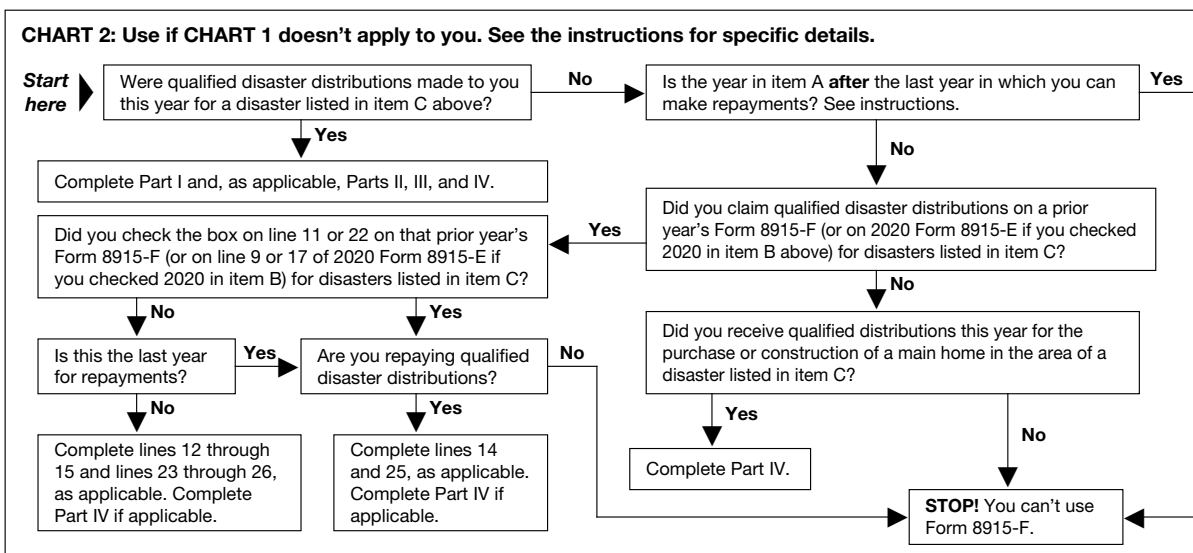 CHART 2: Use if CHART 1 doesn't apply to you. See the instructions for specific details.
Start
here
Were qualified disaster distributions made to you
this year for a disaster listed in item C above?
No
Is the year in item A after the last year in which you can
make repayments? See instructions.
Yes
Yes
No
Complete Part I and, as applicable, Parts II, III, and IV.
Did you claim qualified disaster distributions on a prior
year's Form 8915-F (or on 2020 Form 8915-E if you checked
2020 in item B above) for disasters listed in item C?
Yes
Did you check the box on line 11 or 22 on that prior year's
Form 8915-F (or on line 9 or 17 of 2020 Form 8915-E if
you checked 2020 in item B) for disasters listed in item C?
No
No
Yes
Did you receive qualified distributions this year for the
purchase or construction of a main home in the area of a
disaster listed in item C?
Is this the last year
for repayments?
Yes
Are you repaying qualified
disaster distributions?
No
No
Yes
Yes
No
Complete lines 12 through
15 and lines 23 through 26,
as applicable. Complete
Part IV if applicable.
Complete lines 14
and 25, as applicable.
Complete Part IV if
applicable.
Complete Part IV.
STOP! You can't use
Form 8915-F.